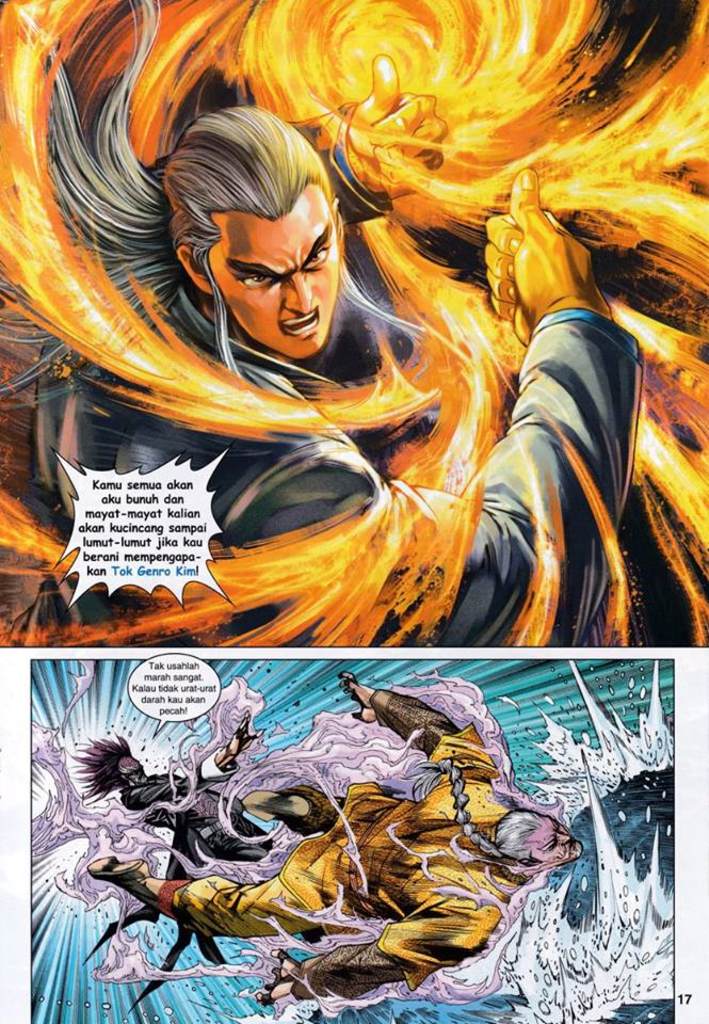 Kamu semua akan
aku bunuh dan
mayat-mayat kalian
akan kucincang sampai
lumut-lumut jika kau
berani mempengapa-
kan Tok Genro Kim!
Tak usahlah
marah sangat.
Kalau tidak urat-urat
darah kau akan
pecah!
17